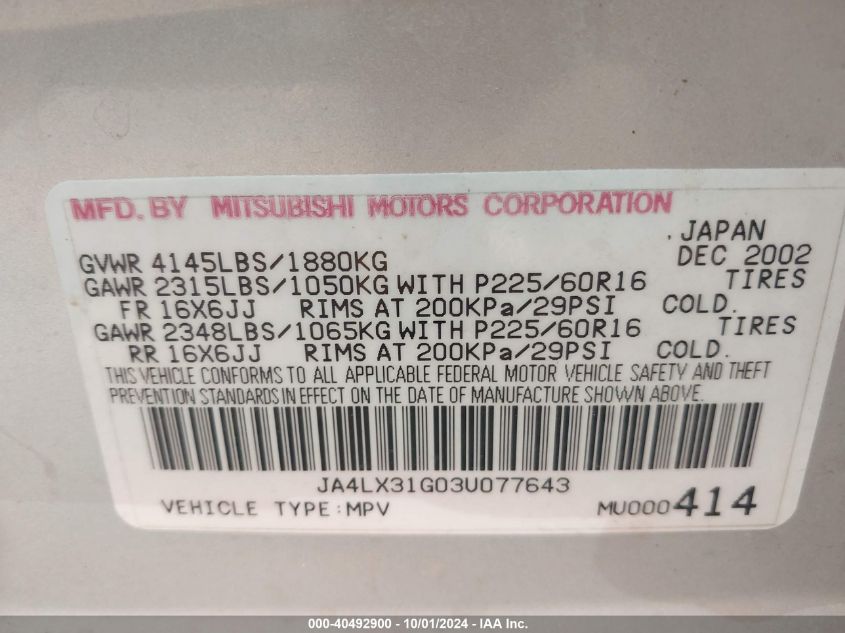 MFD. BY MITSUBISHI MOTORS CORPORATION
.JAPAN
GVWR 4145LBS/1880KG DEC 2002
GAWR 2315LBS/1050KG WITH P225/60R16 TIRES
FR 16X6JJ RIMS AT 200KPa/29PSI COLD.
GAWR 2348LBS/1065KG WITH P225/60R16 TIRES
RR 16X6JJ RIMS AT 200KPa/29PSI COLD.
THIS VEHICLE CONFORMS TO ALL APPLICABLE FEDERAL MOTOR VEHICLE SAFETY AND THEFT
PREVENTION STANDARDS IN EFFECT ON THE DATE OF MANUFACTURE SHOWN ABOVE.
JA4LX31G03U077643
VEHICLE TYPE:MPV MU000414
000-40492900 - 10/01/2024 - IAA Inc.